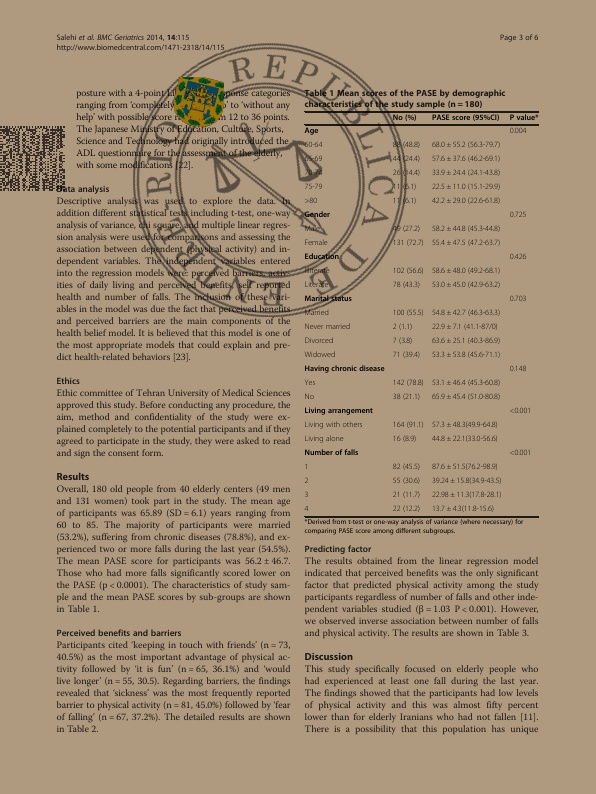 Salehi et al. BMC Geriatrics 2014, 14:115
http://www.biomedcentral.com/1471-2318/14/115
Page 3 of 6
posture with a 4-point categories
ranging from 'completely to 'without any
help' with possible score 12 to 36 points.
The Japanese Ministry of Education, Culture, Sports,
Science and Technology had originally introduced the
ADL questionnaire for the assessment of the elderly,
with some modifications [22].
Data analysis
Descriptive analysis was used to explore the data. In
addition different statistical tests including t-test, one-way
analysis of variance, chi square, and multiple linear regres-
sion analysis were used for comparisons and assessing the
association between dependent (physical activity) and in-
dependent variables. The independent variables entered
into the regression models were: perceived barriers, activ-
ities of daily living and perceived benefits, self reported
health and number of falls. The inclusion of these vari-
ables in the model was due the fact that perceived benefits
and perceived barriers are the main components of the
health belief model. It is believed that this model is one of
the most appropriate models that could explain and pre-
dict health-related behaviors [23].
Ethics
Ethic committee of Tehran University of Medical Sciences
approved this study. Before conducting any procedure, the
aim, method and confidentiality of the study were ex-
plained completely to the potential participants and if they
agreed to participate in the study, they were asked to read
and sign the consent form.
Results
Overall, 180 old people from 40 elderly centers (49 men
and 131 women) took part in the study. The mean age
of participants was 65.89 (SD = 6.1) years ranging from
60 to 85. The majority of participants were married
(53.2%), suffering from chronic diseases (78.8%), and ex-
perienced two or more falls during the last year (54.5%).
The mean PASE score for participants was 56.2 ± 46.7.
Those who had more falls significantly scored lower on
the PASE (p < 0.0001). The characteristics of study sam-
ple and the mean PASE scores by sub-groups are shown
in Table 1.
Perceived benefits and barriers
Participants cited 'keeping in touch with friends' (n = 73,
40.5%) as the most important advantage of physical ac-
tivity followed by 'it is fun' (n = 65, 36.1%) and 'would
live longer' (n = 55, 30.5). Regarding barriers, the findings
revealed that 'sickness' was the most frequently reported
barrier to physical activity (n = 81, 45.0%) followed by 'fear
of falling' (n = 67, 37.2%). The detailed results are shown
in Table 2.
Table 1 Mean scores of the PASE by demographic
characteristics of the study sample (n = 180)
No (%) PASE score (95%CI) P value*
Age 0.004
60-64 (48.8) 68.0 ± 55.2 (56.3-79.7)
65-69 44 (24.4) 57.6 ± 37.6 (46.2-69.1)
26 (14.4) 33.9 ± 24.4 (24.1-43.8)
75-79 (6.1) 22.5 ± 11.0 (15.1-29.9)
>80 (6.1) 42.2 ± 29.0 (22.6-61.8)
Gender 0.725
Male 49 (27.2) 58.2 ± 44.8 (45.3-44.8)
Female 131 (72.7) 55.4 ± 47.5 (47.2-63.7)
Education 0.426
Illiterate 102 (56.6) 58.6 ± 48.0 (49.2-68.1)
Literate 78 (43.3) 53.0 ± 45.0 (42.9-63.2)
Marital status 0.703
Married 100 (55.5) 54.8 ± 42.7 (46.3-63.3)
Never married 2 (1.1) 22.9 ± 7.1 (41.1-87/0)
Divorced 7 (3.8) 63.6 ± 25.1 (40.3-86.9)
Widowed 71 (39.4) 53.3 ± 53.8 (45.6-71.1)
Having chronic disease 0.148
Yes 142 (78.8) 53.1 ± 46.4 (45.3-60.8)
No 38 (21.1) 65.9 ± 45.4 (51.0-80.8)
Living arrangement <0.001
Living with others 164 (91.1) 57.3 ± 48.3(49.9-64.8)
Living alone 16 (8.9) 44.8 ± 22.1(33.0-56.6)
Number of falls <0.001
1 82 (45.5) 87.6 ± 51.5(76.2-98.9)
2 55 (30.6) 39.24 ± 15.8(34.9-43.5)
3 21 (11.7) 22.98 ± 11.3(17.8-28.1)
4 22 (12.2) 13.7 ± 4.3(11.8-15.6)
*Derived from t-test or one-way analysis of variance (where necessary) for
comparing PASE score among different subgroups.
Predicting factor
The results obtained from the linear regression model
indicated that perceived benefits was the only significant
factor that predicted physical activity among the study
participants regardless of number of falls and other inde-
pendent variables studied (β = 1.03 P < 0.001). However,
we observed inverse association between number of falls
and physical activity. The results are shown in Table 3.
Discussion
This study specifically focused on elderly people who
had experienced at least one fall during the last year.
The findings showed that the participants had low levels
of physical activity and this was almost fifty percent
lower than for elderly Iranians who had not fallen [11].
There is a possibility that this population has unique
REPUBLICA DE RIO